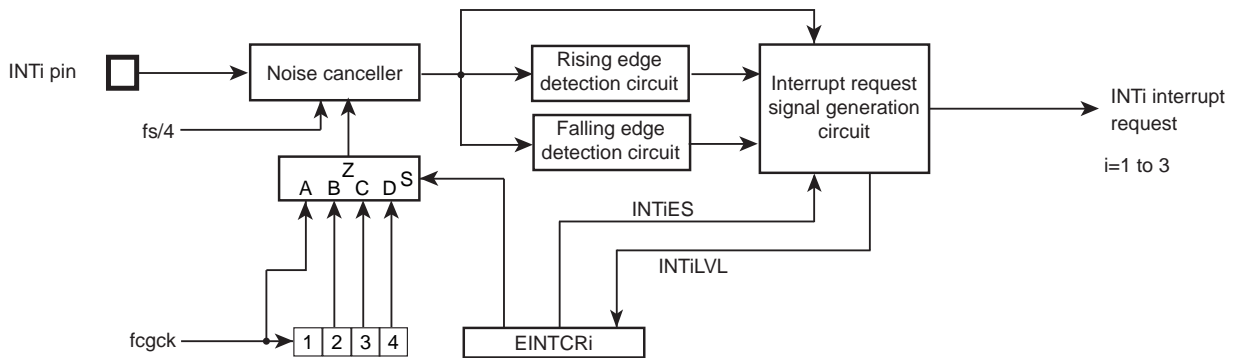 INTi pin
Noise canceller
Rising edge
detection circuit
Falling edge
detection circuit
Interrupt request
signal generation
circuit
INTi interrupt
request
i=1 to 3
fs/4
Z
S
A B C D
INTiES
INTiLVL
fcgck
1 2 3 4
EINTCRi